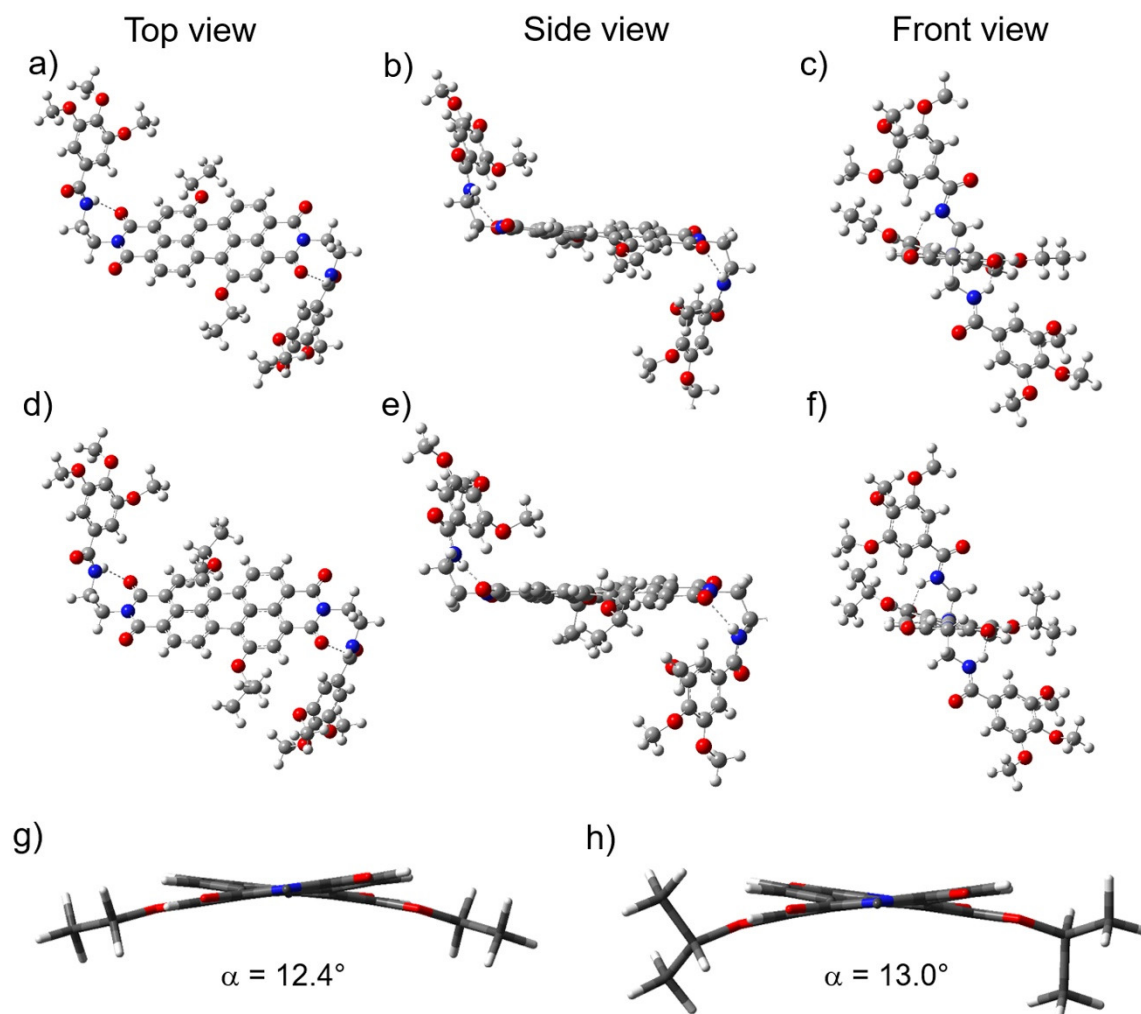 Top view
Side view
Front view
a)
b)
c)
d)
e)
f)
g)
h)
α = 12.4°
α = 13.0°